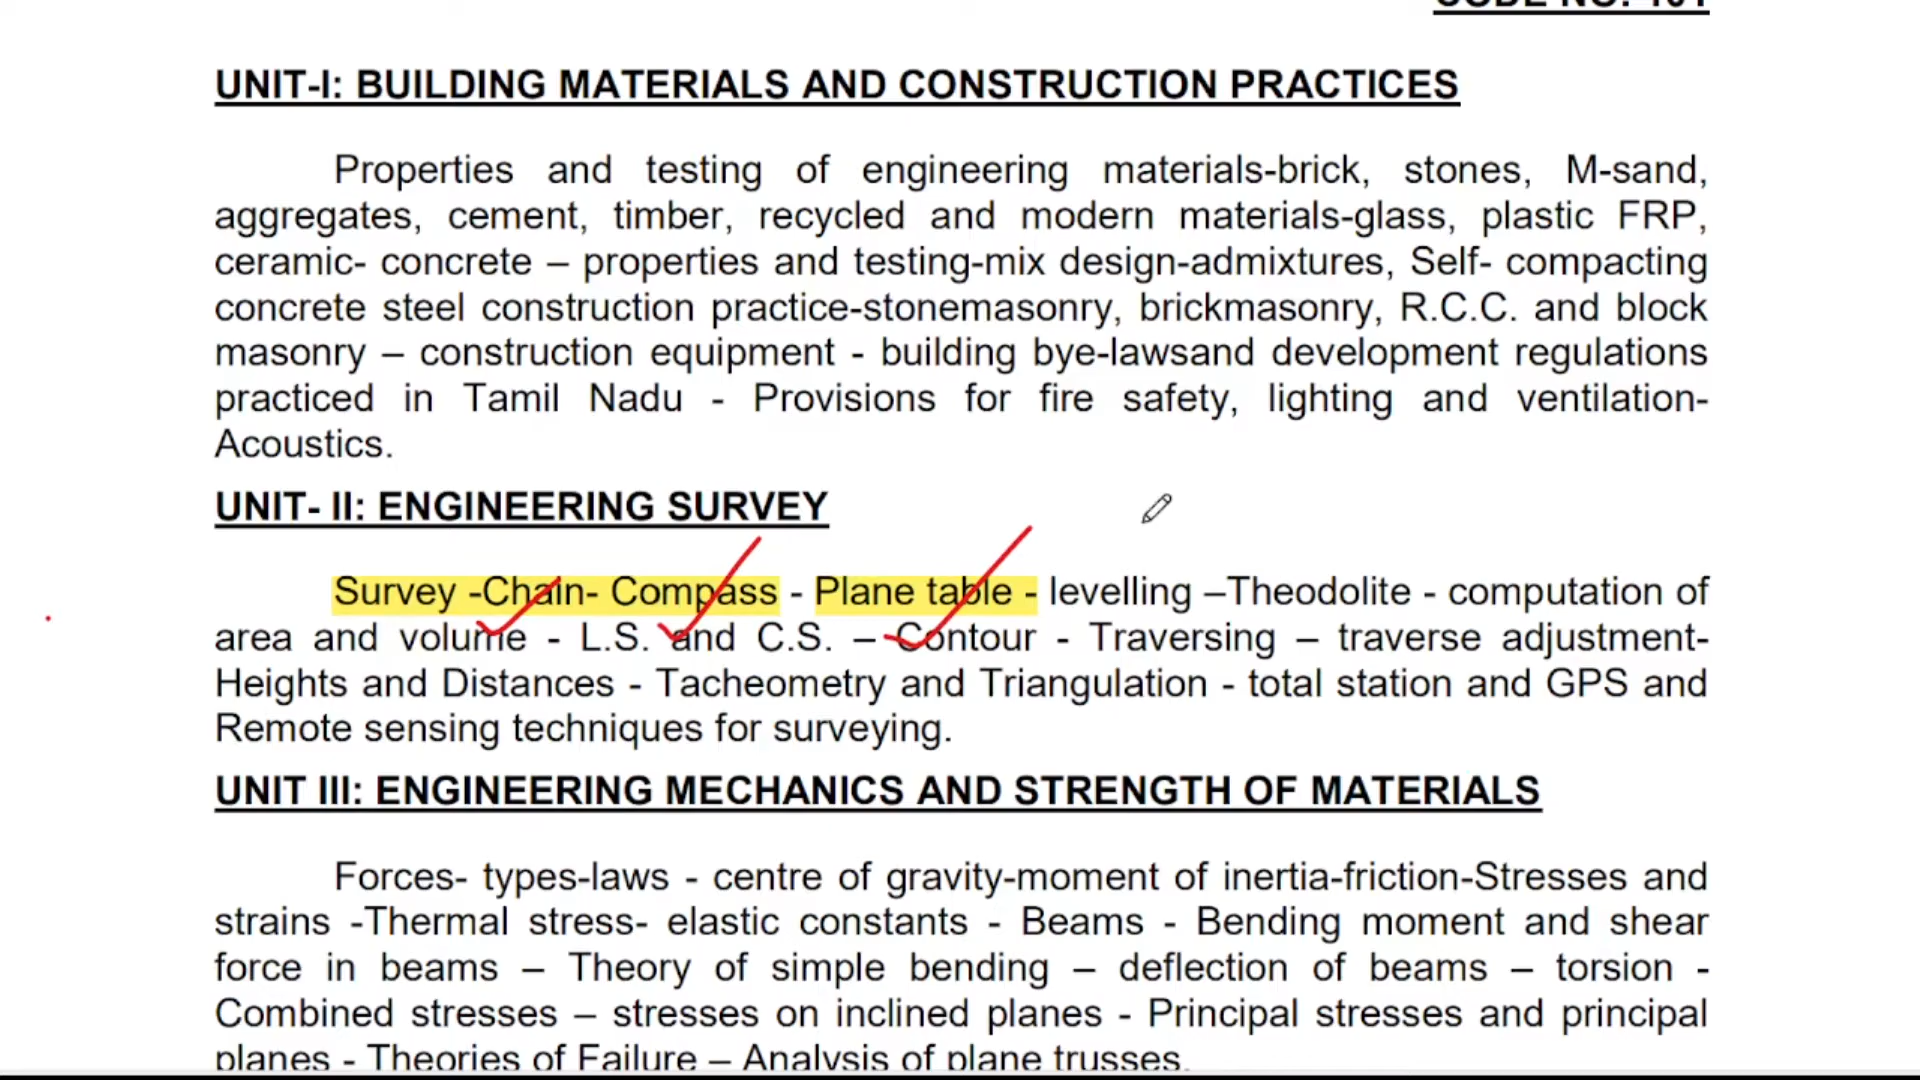 UNIT-I: BUILDING MATERIALS AND CONSTRUCTION PRACTICES
Properties and testing of engineering materials-brick, stones, M-sand,
aggregates, cement, timber, recycled and modern materials-glass, plastic FRP,
ceramic- concrete – properties and testing-mix design-admixtures, Self- compacting
concrete steel construction practice-stonemasonry, brickmasonry, R.C.C. and block
masonry – construction equipment - building bye-lawsand development regulations
practiced in Tamil Nadu - Provisions for fire safety, lighting and ventilation-
Acoustics.
UNIT- II: ENGINEERING SURVEY
Survey -Chain- Compass - Plane table - levelling –Theodolite - computation of
area and volume - L.S. and C.S. – Contour - Traversing – traverse adjustment-
Heights and Distances - Tacheometry and Triangulation - total station and GPS and
Remote sensing techniques for surveying.
UNIT III: ENGINEERING MECHANICS AND STRENGTH OF MATERIALS
Forces- types-laws - centre of gravity-moment of inertia-friction-Stresses and
strains -Thermal stress- elastic constants - Beams - Bending moment and shear
force in beams – Theory of simple bending – deflection of beams – torsion -
Combined stresses – stresses on inclined planes - Principal stresses and principal
planes - Theories of Failure – Analysis of plane trusses.